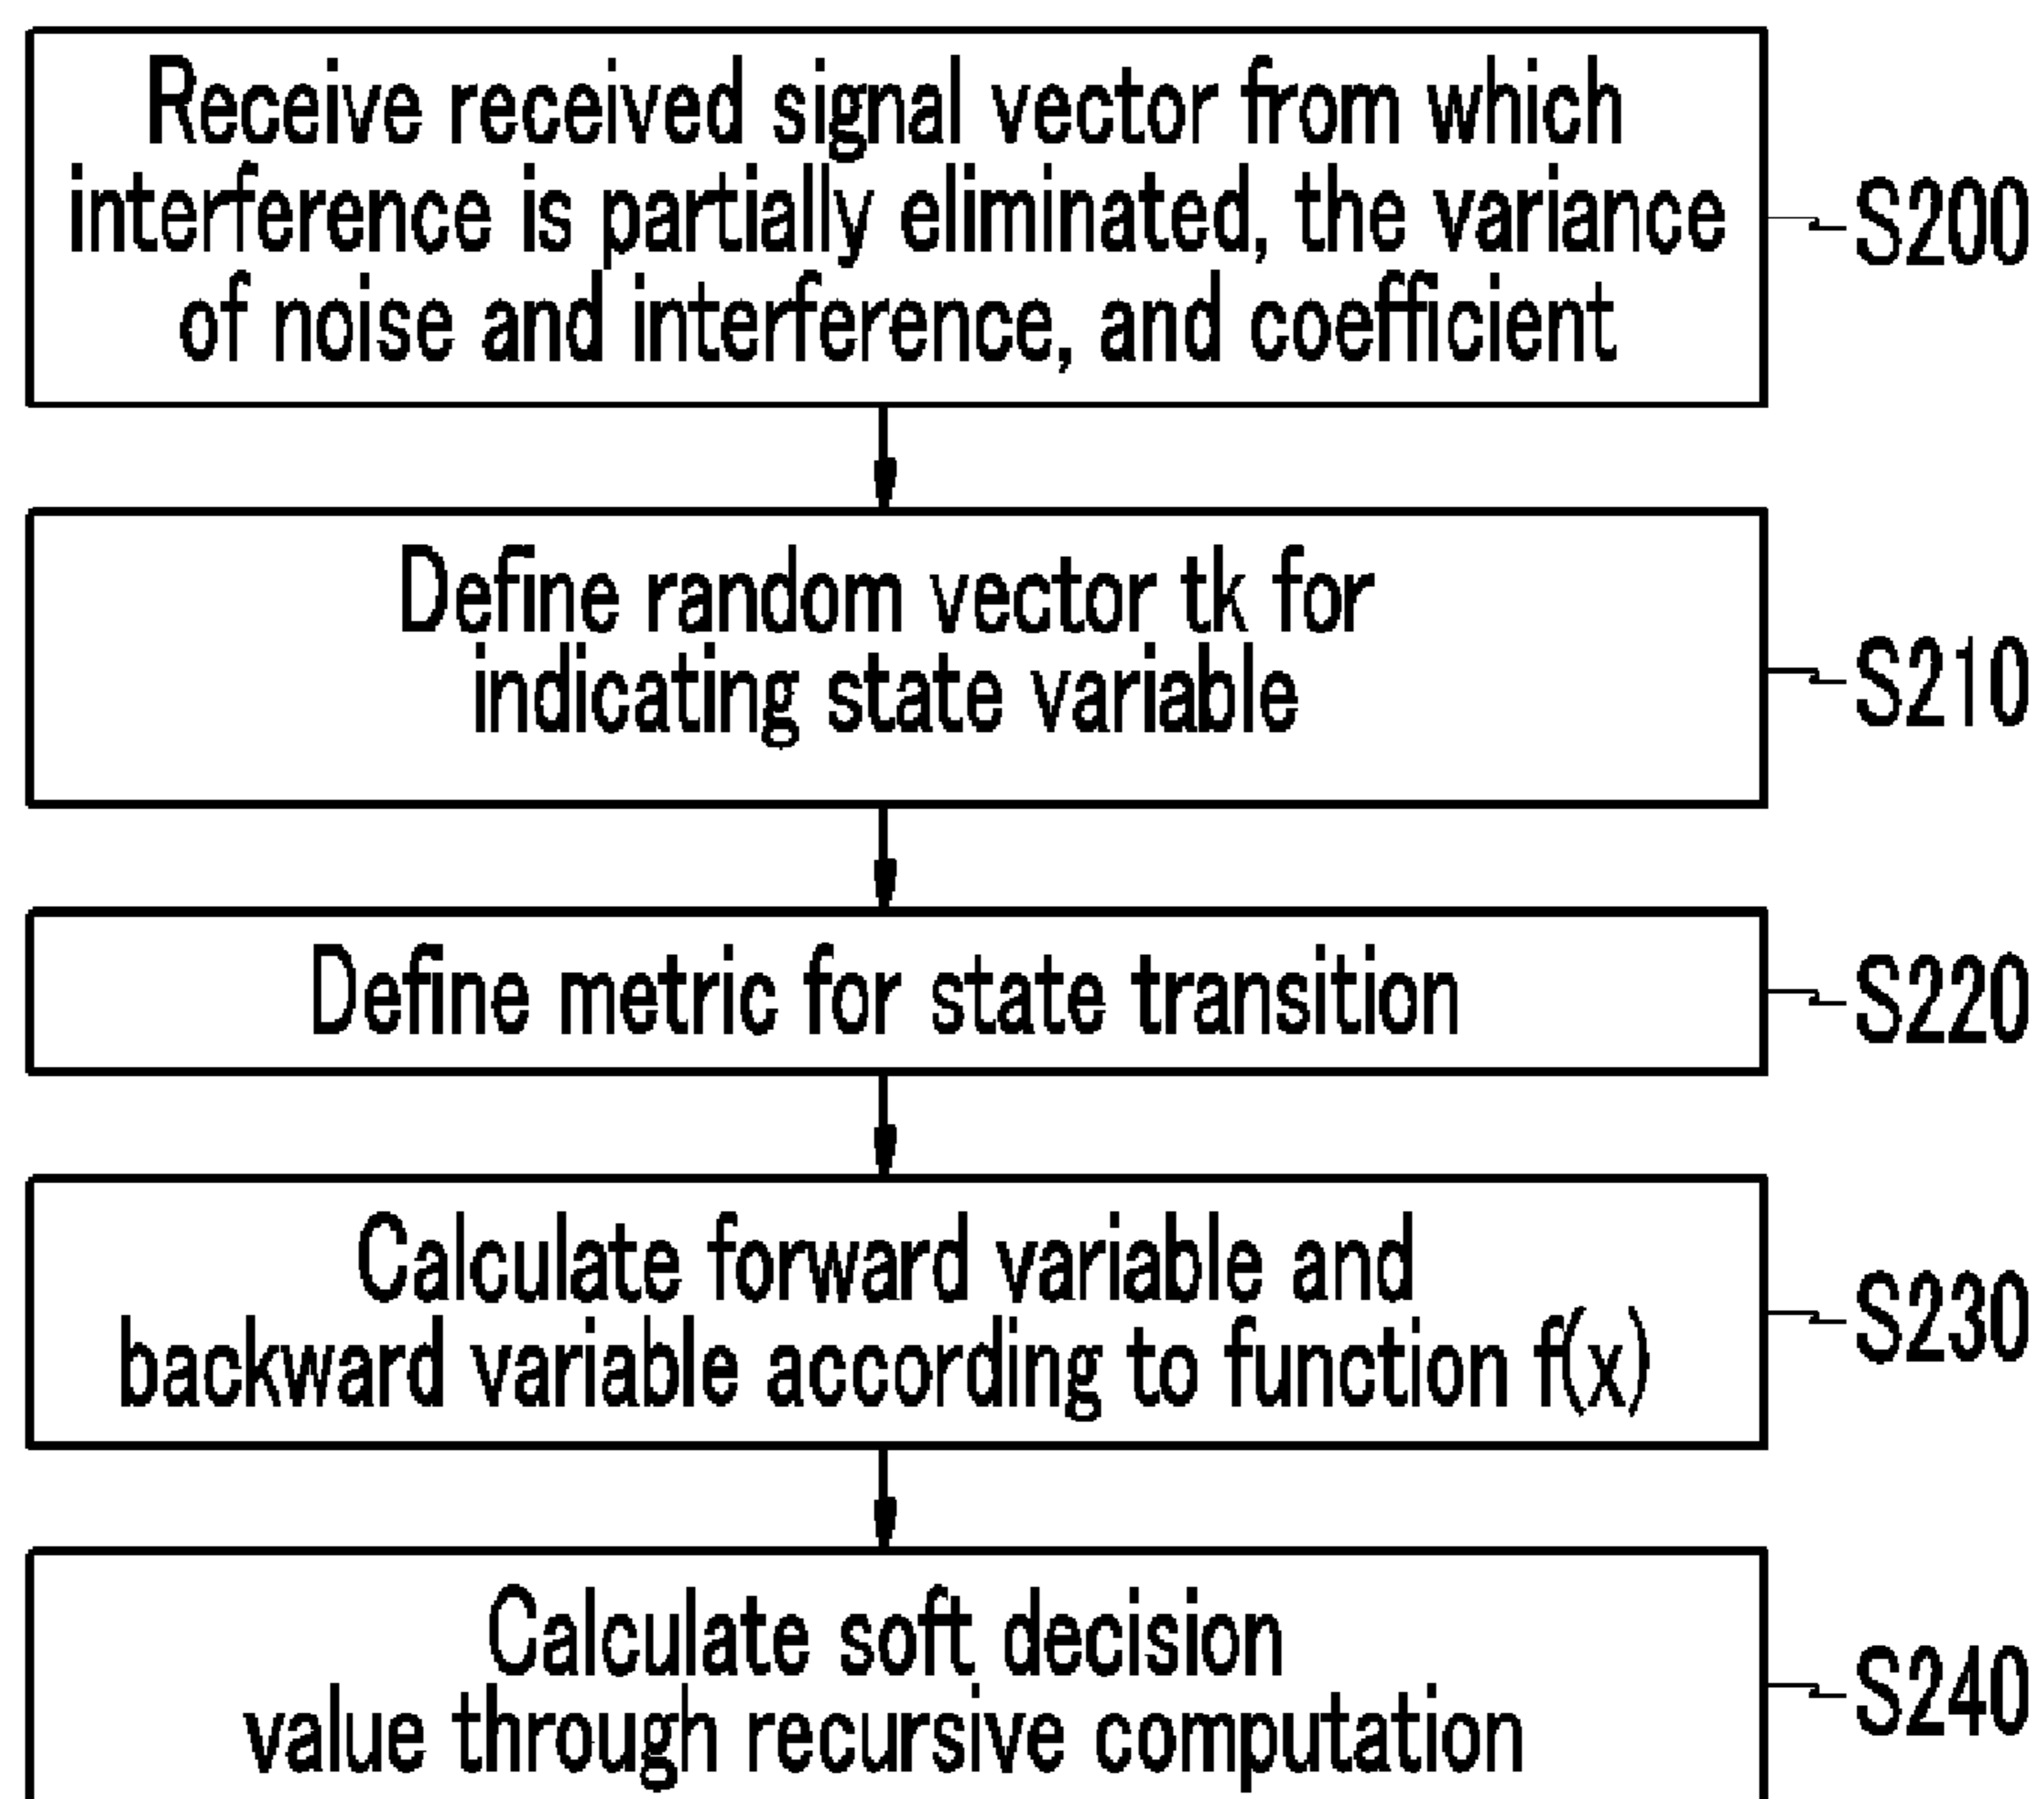 Receive received signal vector from which
interference is partially eliminated, the variance
of noise and interference, and coefficient
S200
Define random vector tk for
indicating state variable
S210
Define metric for state transition
S220
Calculate forward variable and
backward variable according to function f(x)
S230
Calculate soft decision
value through recursive computation
S240